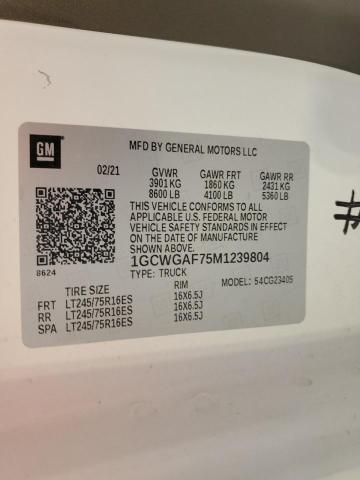 GM
MFD BY GENERAL MOTORS LLC
02/21 GVWR GAWR FRT GAWR RR
3901 KG 1860 KG 2431 KG
8600 LB 4100 LB 5360 LB
THIS VEHICLE CONFORMS TO ALL
APPLICABLE U.S. FEDERAL MOTOR
VEHICLE SAFETY STANDARDS IN EFFECT
ON THE DATE OF MANUFACTURE
SHOWN ABOVE.
1GCWGAF75M1239804
8624 TYPE: TRUCK MODEL: 54CG23405
TIRE SIZE RIM
FRT LT245/75R16ES 16X6.5J
RR LT245/75R16ES 16X6.5J
SPA LT245/75R16ES 16X6.5J
#